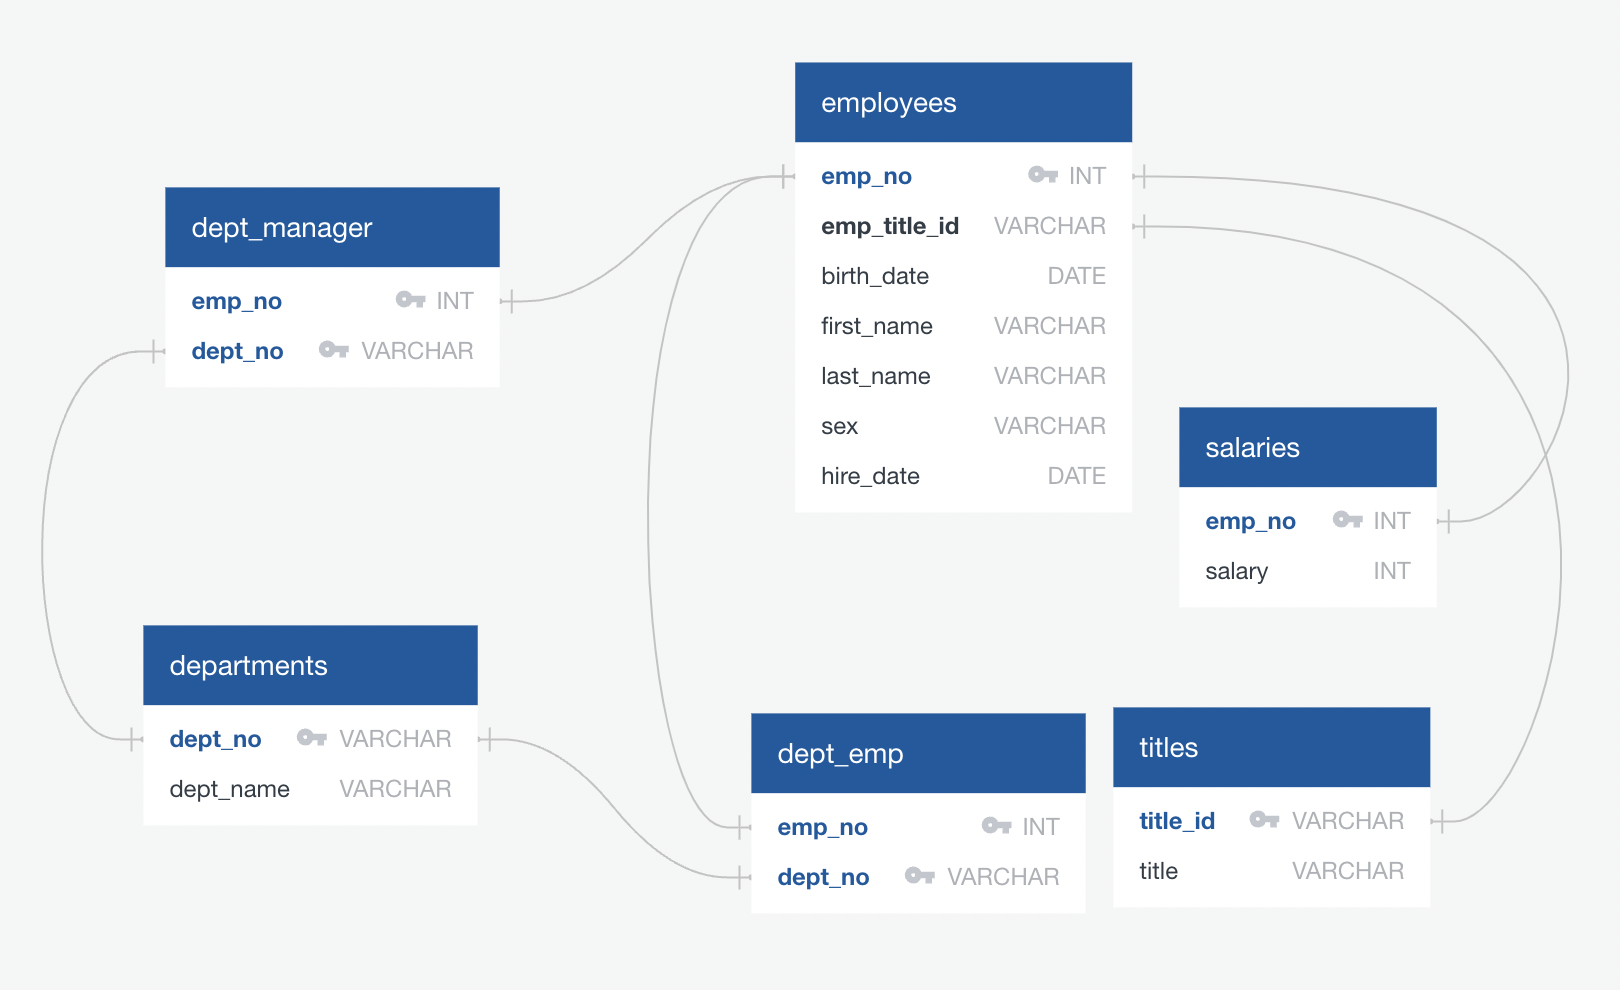 employees
emp_no INT
emp_title_id VARCHAR
birth_date DATE
first_name VARCHAR
last_name VARCHAR
sex VARCHAR
hire_date DATE
dept_manager
emp_no INT
dept_no VARCHAR
salaries
emp_no INT
salary INT
departments
dept_no VARCHAR
dept_name VARCHAR
dept_emp
emp_no INT
dept_no VARCHAR
titles
title_id VARCHAR
title VARCHAR